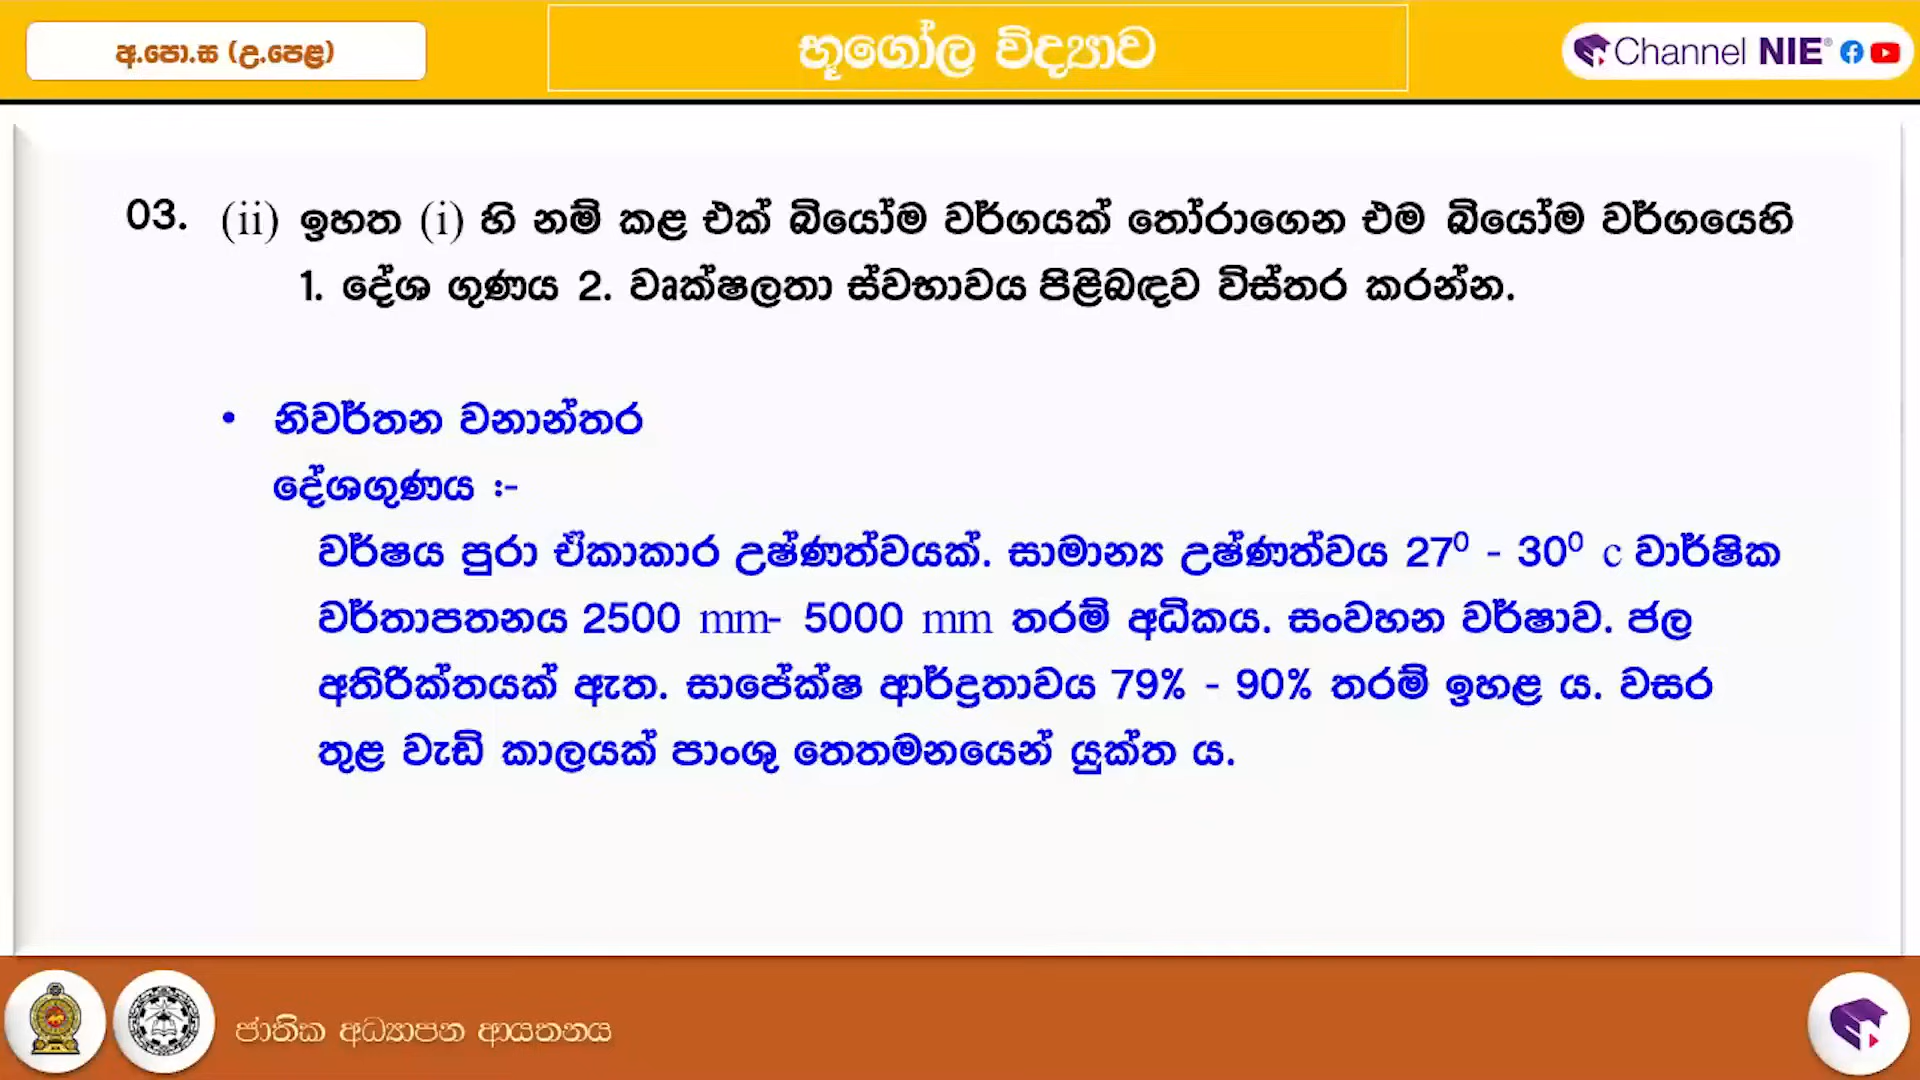 අ.පො.ස (උ.පෙළ)
භූගෝල විද්‍යාව
Channel NIE®
03. (ii) ඉහත (i) හි නම් කළ එක් බියෝම වර්ගයක් තෝරාගෙන එම බියෝම වර්ගයෙහි
1. දේශ ගුණය 2. වෘක්ෂලතා ස්වභාවය පිළිබඳව විස්තර කරන්න.
• නිවර්තන වනාන්තර
දේශගුණය :-
වර්ෂය පුරා ඒකාකාර උෂ්ණත්වයක්. සාමාන්‍ය උෂ්ණත්වය 27⁰ - 30⁰ c වාර්ෂික
වර්තාපතනය 2500 mm- 5000 mm තරම් අධිකය. සංවහන වර්ෂාව. ජල
අතිරික්තයක් ඇත. සාපේක්ෂ ආර්ද්‍රතාවය 79% - 90% තරම් ඉහළ ය. වසර
තුළ වැඩි කාලයක් පාංශු තෙතමනයෙන් යුක්ත ය.
ජාතික අධ්‍යාපන ආයතනය